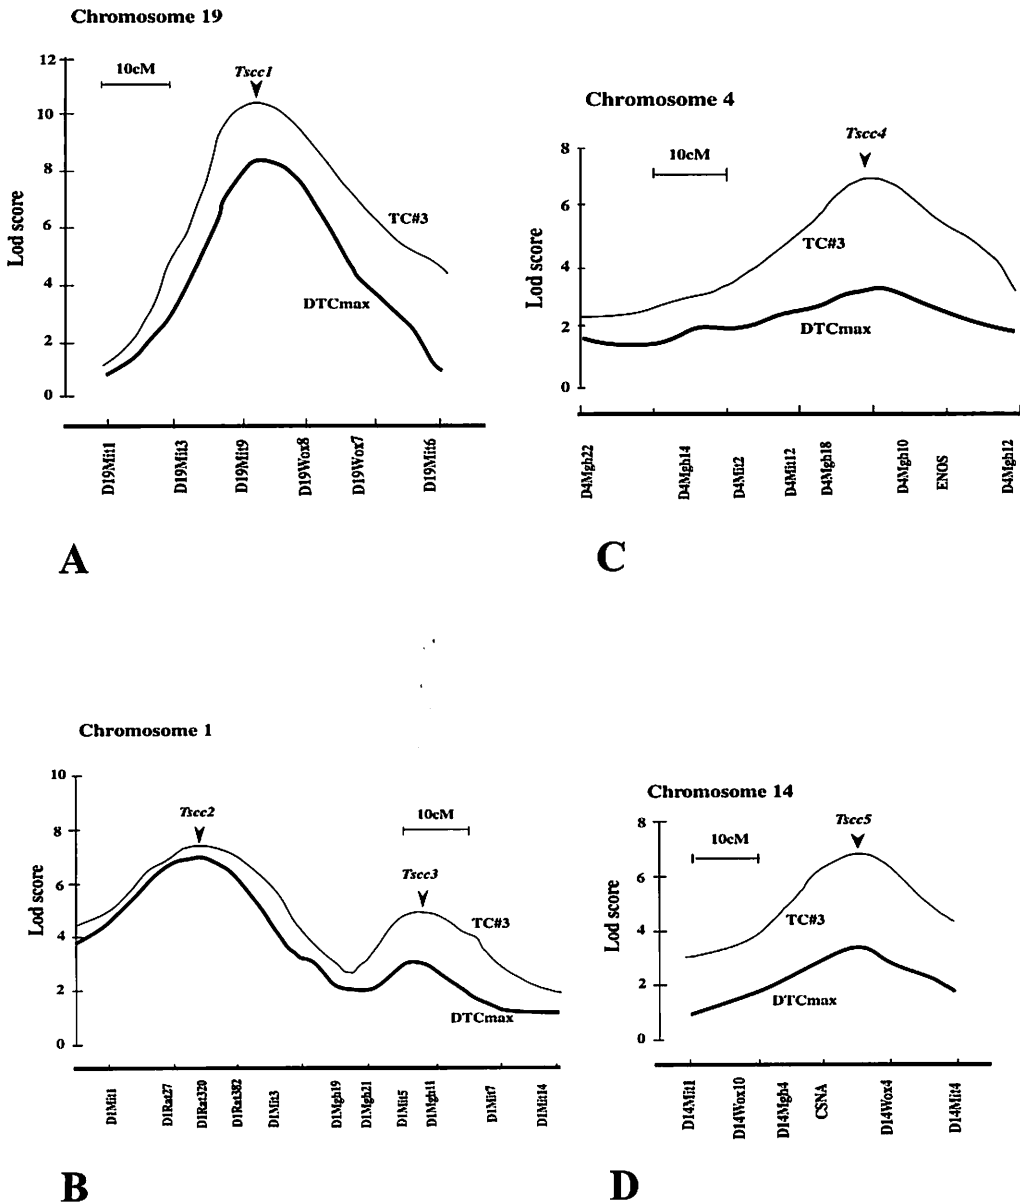 Chromosome 19
12
10
8
6
4
2
0
Lod score
10cM
Tscc1
TC#3
DTCmax
D19Mit1
D19Mit3
D19Mit9
D19Wox8
D19Wox7
D19Mit6
A
Chromosome 4
8
6
4
2
0
Lod score
10cM
Tscc4
TC#3
DTCmax
D4Mgh22
D4Mgh14
D4Mit2
D4Mit12
D4Mgh18
D4Mgh10
ENOS
D4Mgh12
C
Chromosome 1
10
8
6
4
2
0
Lod score
Tscc2
10cM
Tscc3
TC#3
DTCmax
D1Mit1
D1Rat27
D1Rat320
D1Rat382
D1Mit3
D1Mgh19
D1Mgh21
D1Mit5
D1Mgh11
D1Mit7
D1Mit14
B
Chromosome 14
8
6
4
2
0
Lod score
10cM
Tscc5
TC#3
DTCmax
D14Mit1
D14Wox10
D14Mgh4
CSNA
D14Wox4
D14Mit4
D